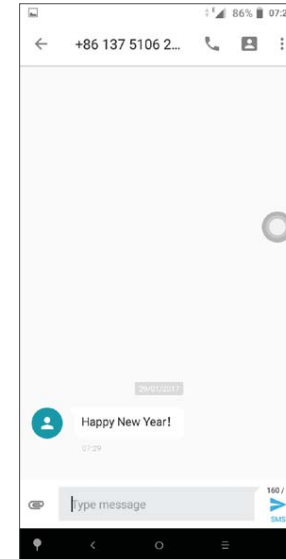 86% 07:2
+86 137 5106 2...
29/01/2017
Happy New Year!
07:29
Type message
160 /
SMS